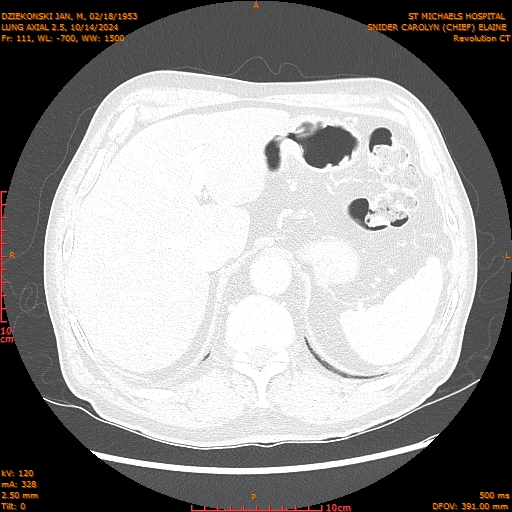 A
DZIEKONSKI JAN, M, 02/18/1953
LUNG AXIAL 2.5, 10/14/2024
Fr: 111, WL: -700, WW: 1500
ST MICHAELS HOSPITAL
SNIDER CAROLYN (CHIEF) ELAINE
Revolution CT
R
L
10
cm
kV: 120
mA: 328
2.50 mm
Tilt: 0
P
10cm
500 ms
DFOV: 391.00 mm